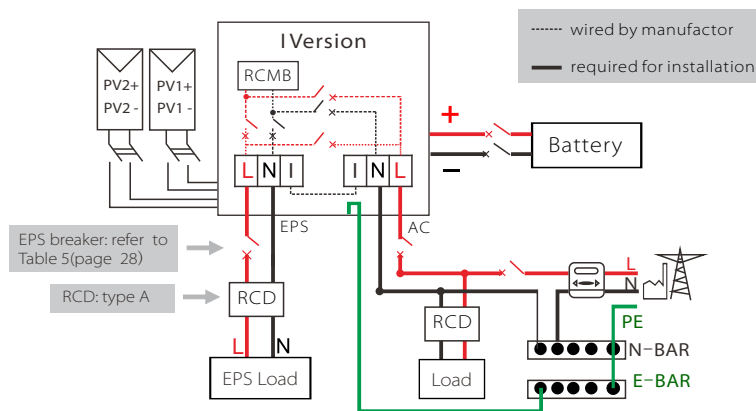 I Version
wired by manufactor
required for installation
RCMB
PV2+
PV2 -
PV1+
PV1 -
+
−
Battery
L N I
I N L
EPS
AC
EPS breaker: refer to
Table 5(page 28)
RCD: type A
RCD
L
N
EPS Load
RCD
Load
L
N
PE
N-BAR
E-BAR